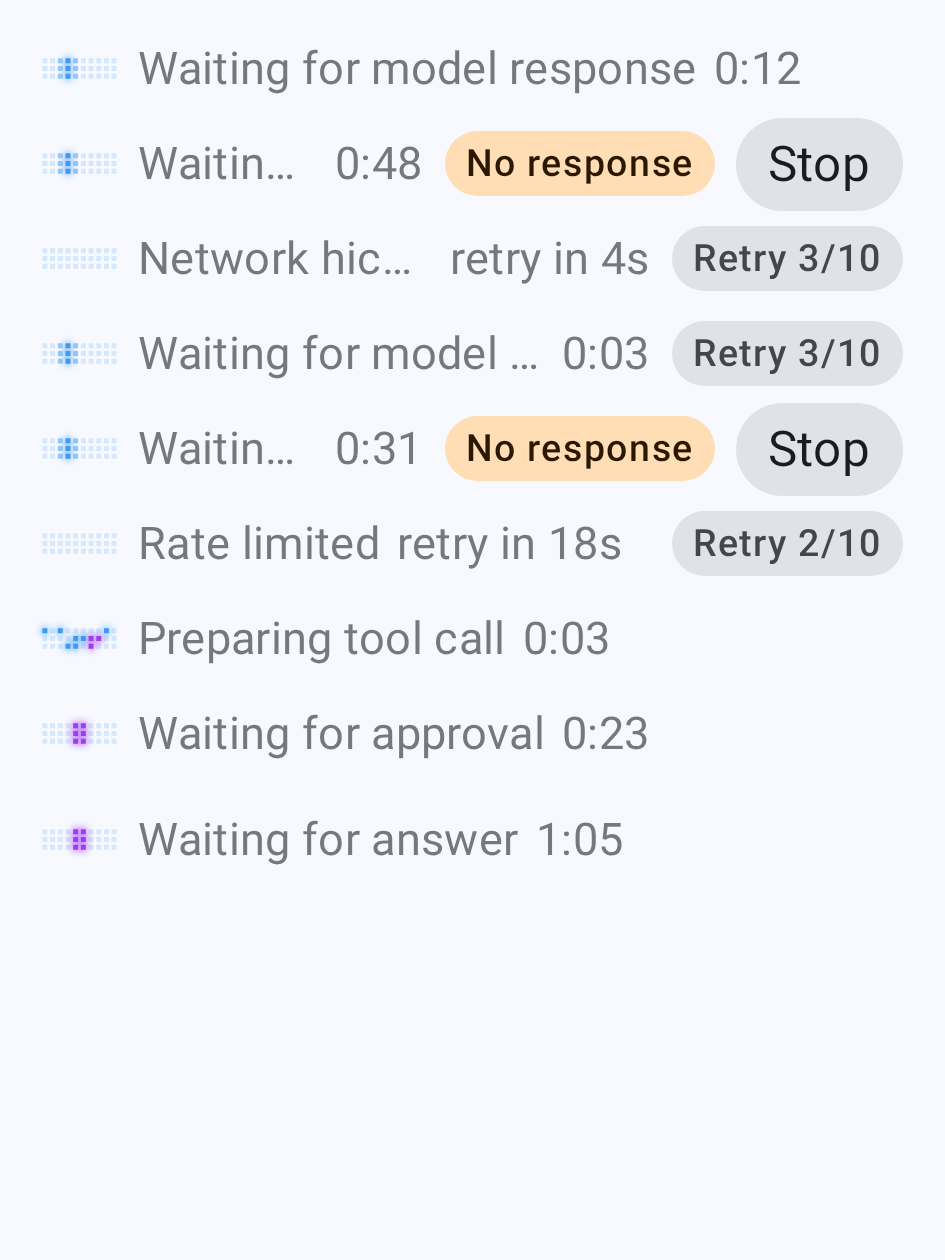 Waiting for model response 0:12
Waitin… 0:48 No response Stop
Network hic… retry in 4s Retry 3/10
Waiting for model … 0:03 Retry 3/10
Waitin… 0:31 No response Stop
Rate limited retry in 18s Retry 2/10
Preparing tool call 0:03
Waiting for approval 0:23
Waiting for answer 1:05